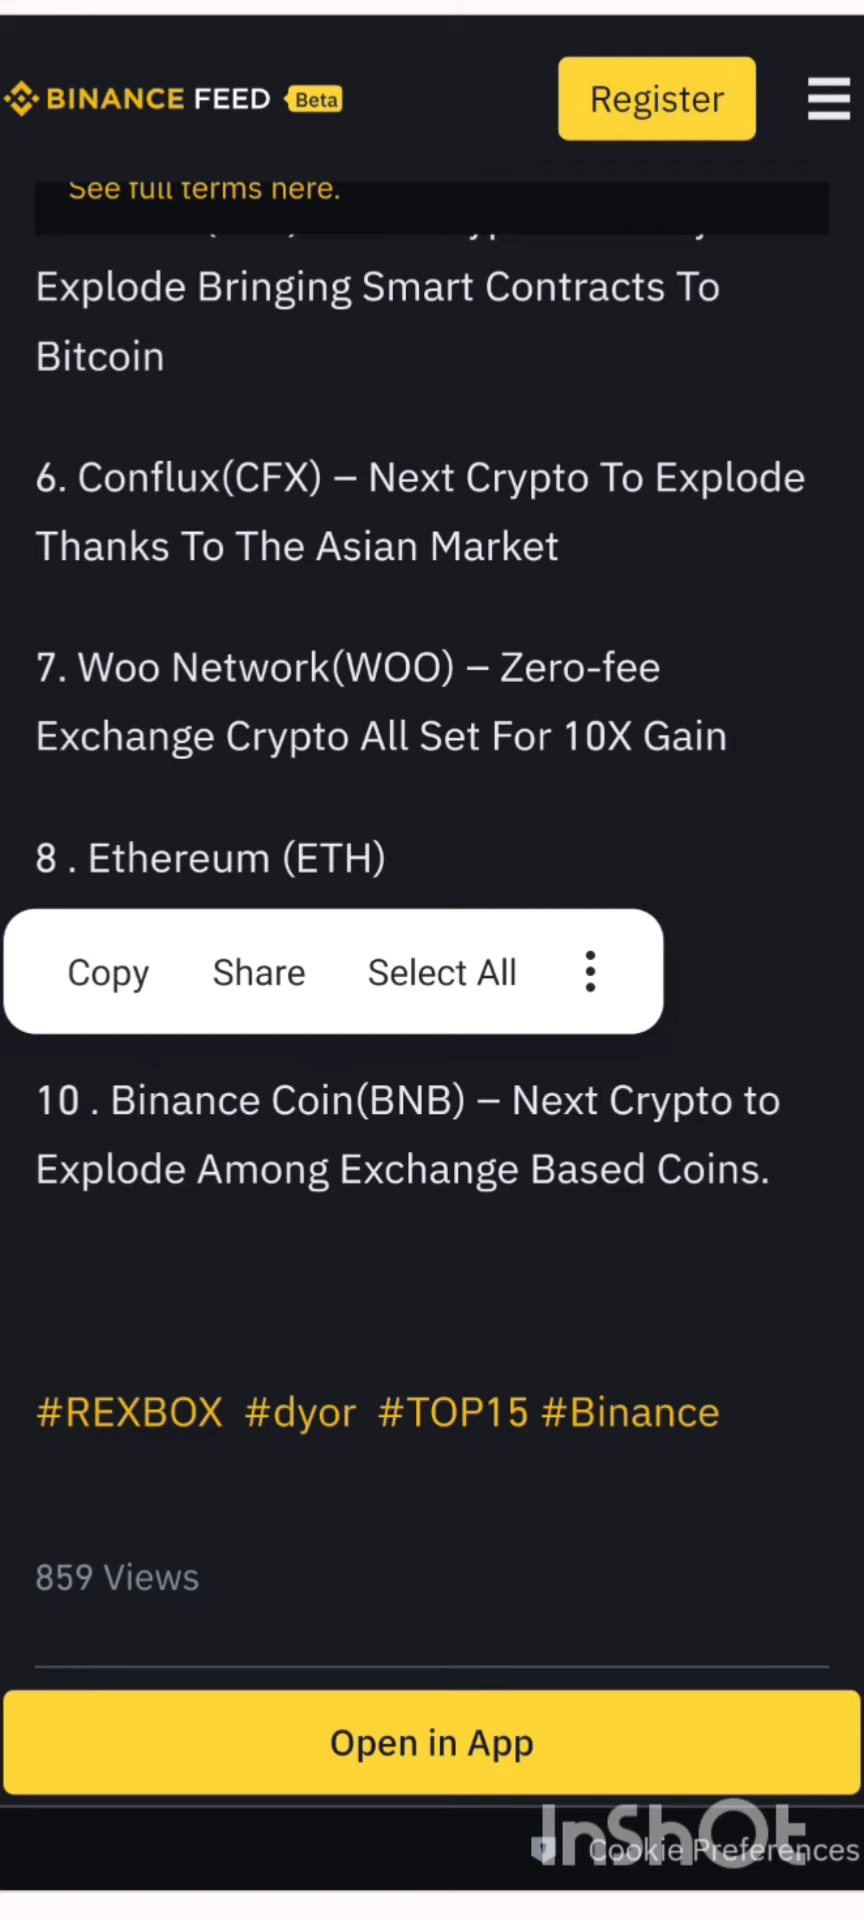 BINANCE FEED Beta
Register
See full terms here.
Explode Bringing Smart Contracts To
Bitcoin
6. Conflux(CFX) – Next Crypto To Explode
Thanks To The Asian Market
7. Woo Network(WOO) – Zero-fee
Exchange Crypto All Set For 10X Gain
8 . Ethereum (ETH)
Copy Share Select All
10 . Binance Coin(BNB) – Next Crypto to
Explode Among Exchange Based Coins.
#REXBOX #dyor #TOP15 #Binance
859 Views
Open in App
InShOt
Cookie Preferences